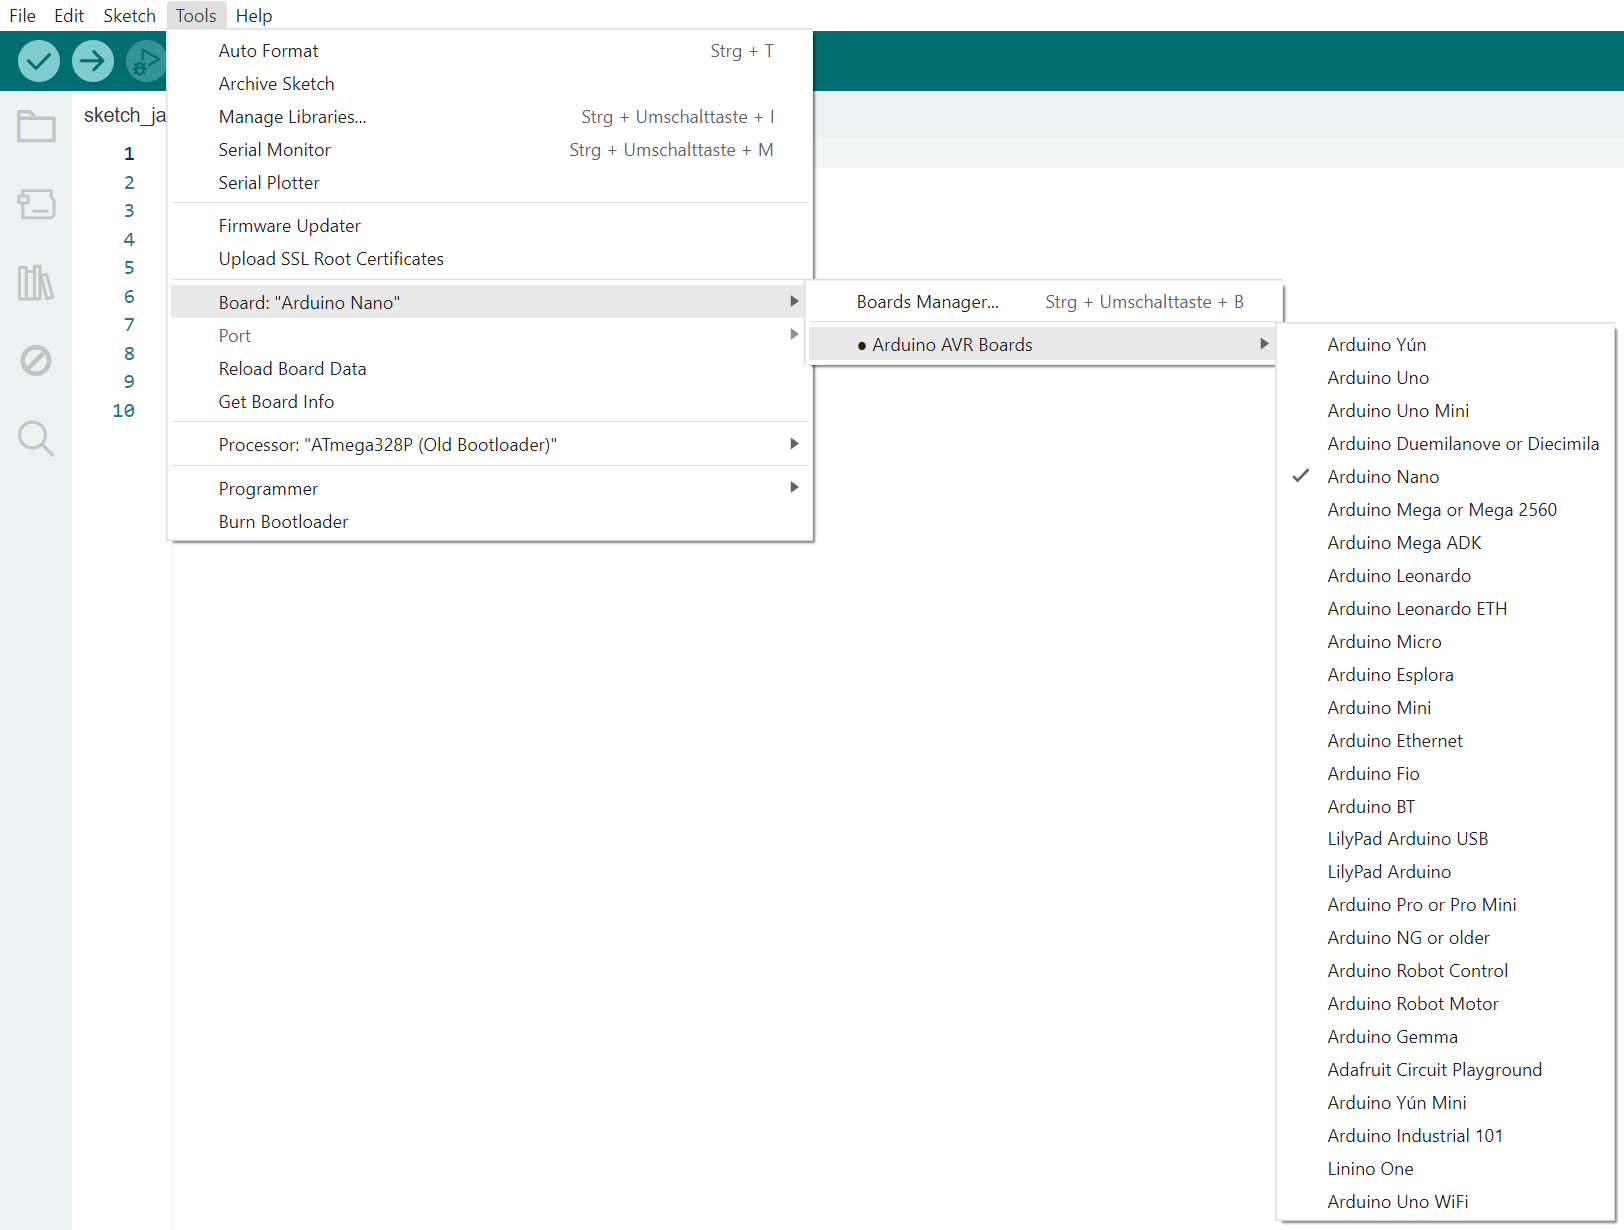 File Edit Sketch Tools Help
sketch_ja
1
2
3
4
5
6
7
8
9
10
Auto Format Strg + T
Archive Sketch
Manage Libraries... Strg + Umschalttaste + I
Serial Monitor Strg + Umschalttaste + M
Serial Plotter
Firmware Updater
Upload SSL Root Certificates
Board: "Arduino Nano"
Port
Reload Board Data
Get Board Info
Processor: "ATmega328P (Old Bootloader)"
Programmer
Burn Bootloader
Boards Manager... Strg + Umschalttaste + B
● Arduino AVR Boards
Arduino Yún
Arduino Uno
Arduino Uno Mini
Arduino Duemilanove or Diecimila
Arduino Nano
Arduino Mega or Mega 2560
Arduino Mega ADK
Arduino Leonardo
Arduino Leonardo ETH
Arduino Micro
Arduino Esplora
Arduino Mini
Arduino Ethernet
Arduino Fio
Arduino BT
LilyPad Arduino USB
LilyPad Arduino
Arduino Pro or Pro Mini
Arduino NG or older
Arduino Robot Control
Arduino Robot Motor
Arduino Gemma
Adafruit Circuit Playground
Arduino Yún Mini
Arduino Industrial 101
Linino One
Arduino Uno WiFi